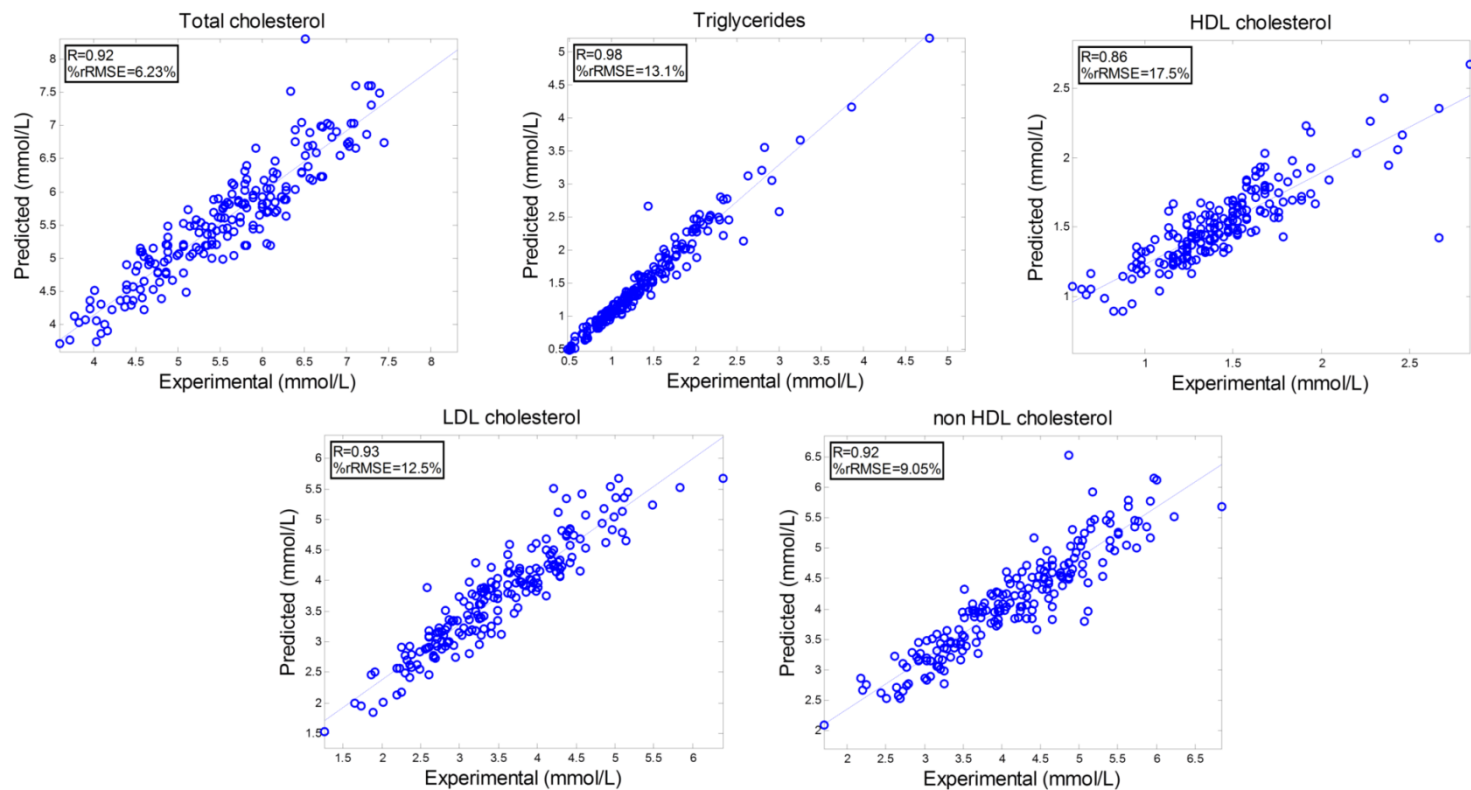 Total cholesterol
R=0.92
%rRMSE=6.23%
8
7.5
7
6.5
6
5.5
5
4.5
4
Predicted (mmol/L)
4 4.5 5 5.5 6 6.5 7 7.5 8
Experimental (mmol/L)
Triglycerides
R=0.98
%rRMSE=13.1%
5
4.5
4
3.5
3
2.5
2
1.5
1
0.5
Predicted (mmol/L)
0.5 1 1.5 2 2.5 3 3.5 4 4.5 5
Experimental (mmol/L)
HDL cholesterol
R=0.86
%rRMSE=17.5%
2.5
2
1.5
1
Predicted (mmol/L)
1 1.5 2 2.5
Experimental (mmol/L)
LDL cholesterol
R=0.93
%rRMSE=12.5%
6
5.5
5
4.5
4
3.5
3
2.5
2
1.5
Predicted (mmol/L)
1.5 2 2.5 3 3.5 4 4.5 5 5.5 6
Experimental (mmol/L)
non HDL cholesterol
R=0.92
%rRMSE=9.05%
6.5
6
5.5
5
4.5
4
3.5
3
2.5
2
Predicted (mmol/L)
2 2.5 3 3.5 4 4.5 5 5.5 6 6.5
Experimental (mmol/L)